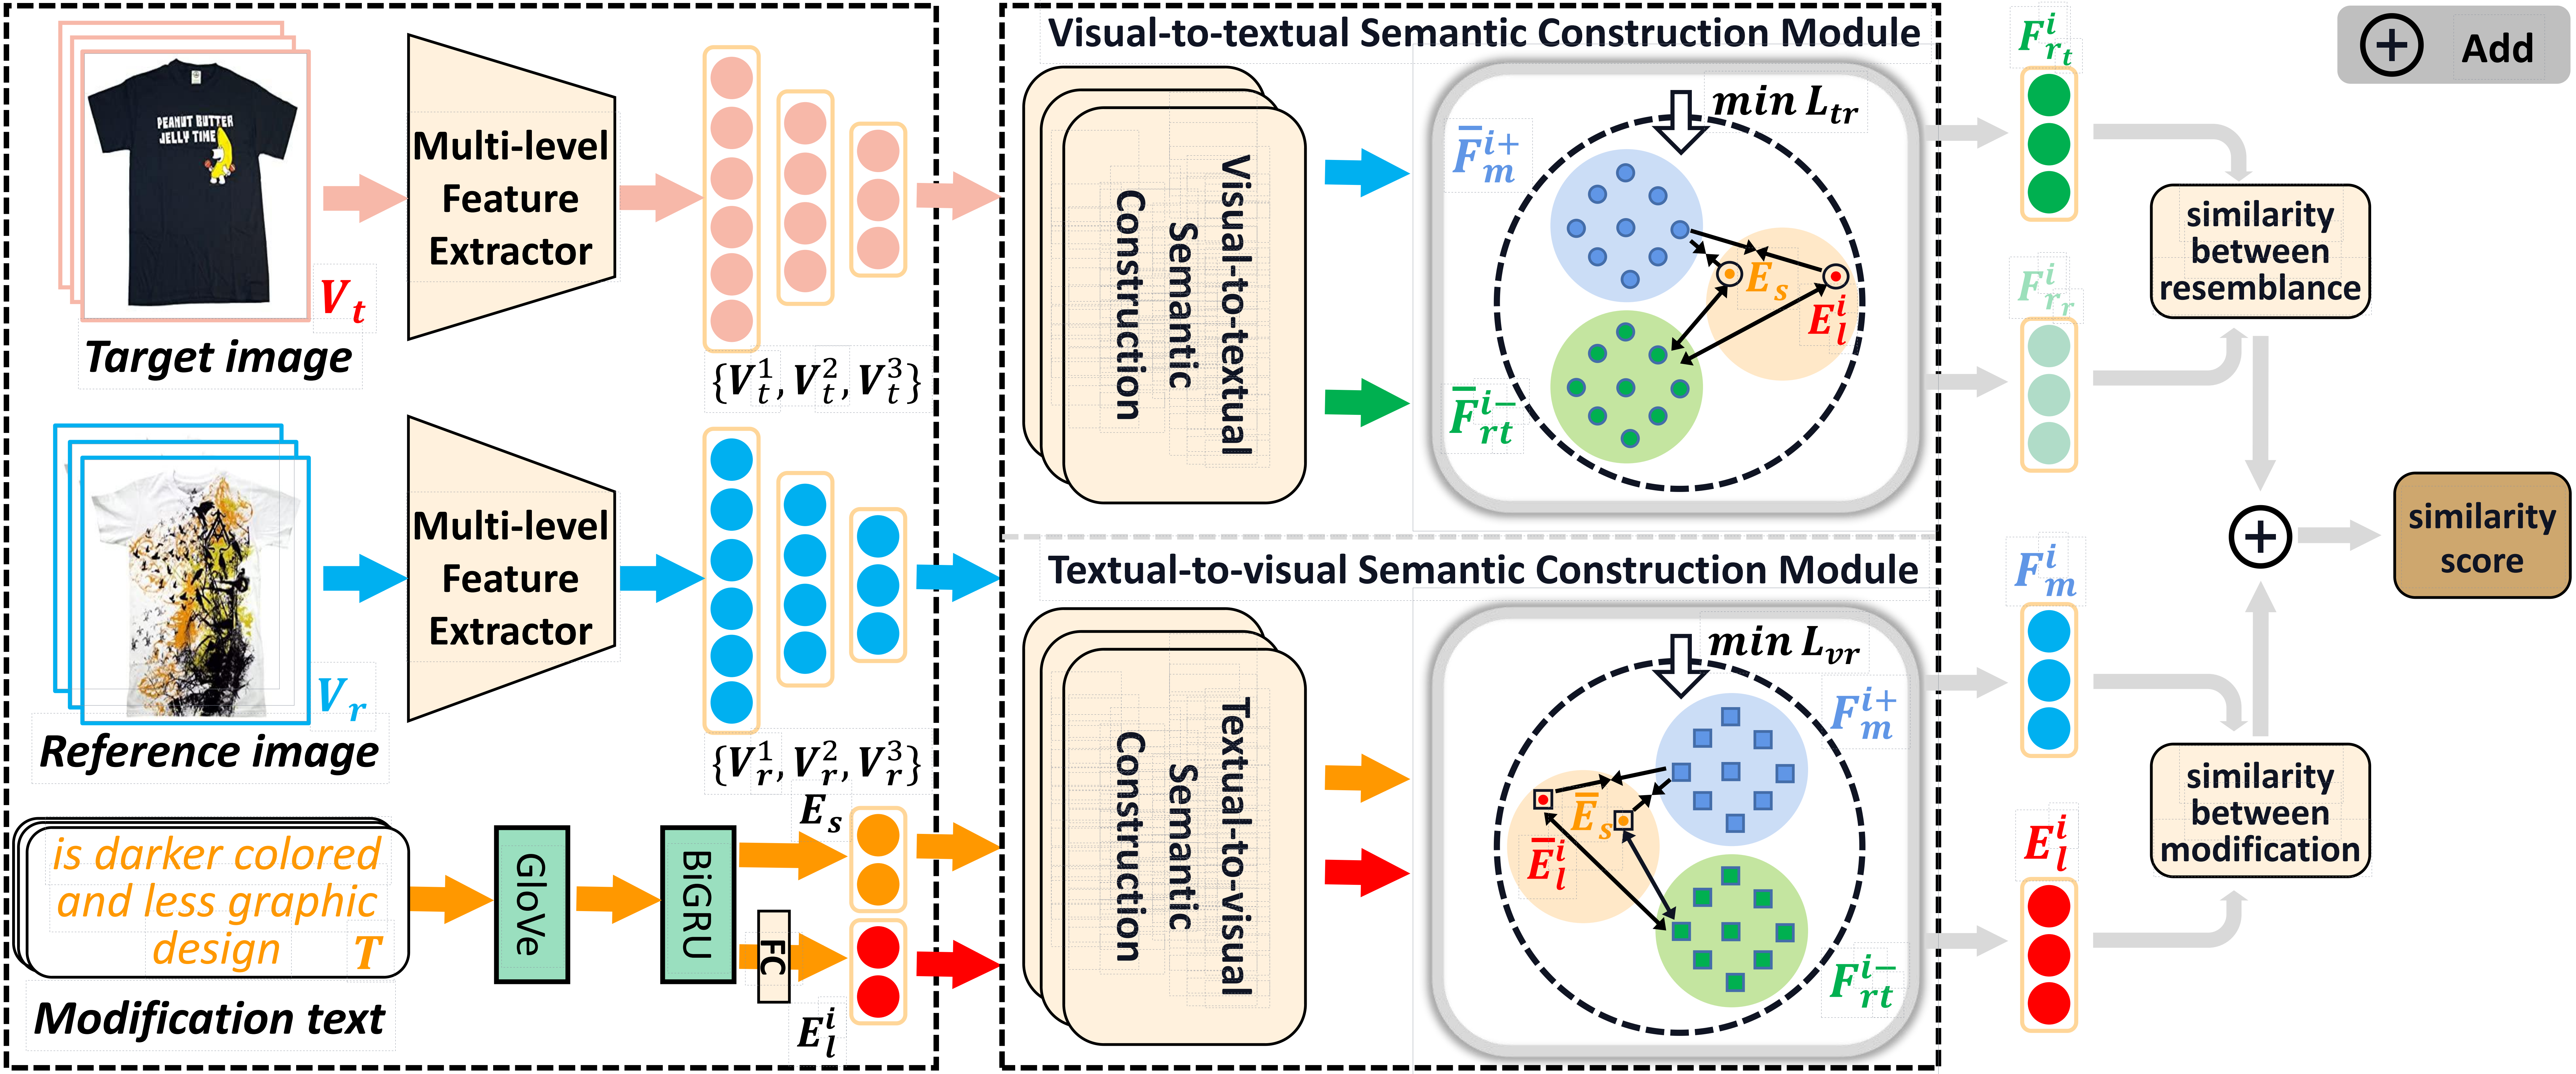 PEANUT BUTTER
JELLY TIME
V_t
Target image
Multi-level
Feature
Extractor
{V_t^1, V_t^2, V_t^3}
V_r
Reference image
Multi-level
Feature
Extractor
{V_r^1, V_r^2, V_r^3}
is darker colored
and less graphic
design
T
Modification text
GloVe
BiGRU
FC
E_s
E_l^i
Visual-to-textual Semantic Construction Module
Visual-to-textual
Semantic
Construction
min L_{tr}
\bar{F}_m^{i+}
E_s
E_l^i
\bar{F}_{rt}^{i-}
Textual-to-visual Semantic Construction Module
Textual-to-visual
Semantic
Construction
min L_{vr}
F_m^{i+}
\bar{E}_s
\bar{E}_l^i
F_{rt}^{i-}
F_{r_t}^i
F_{r_r}^i
F_m^i
E_l^i
similarity
between
resemblance
similarity
between
modification
similarity
score
Add